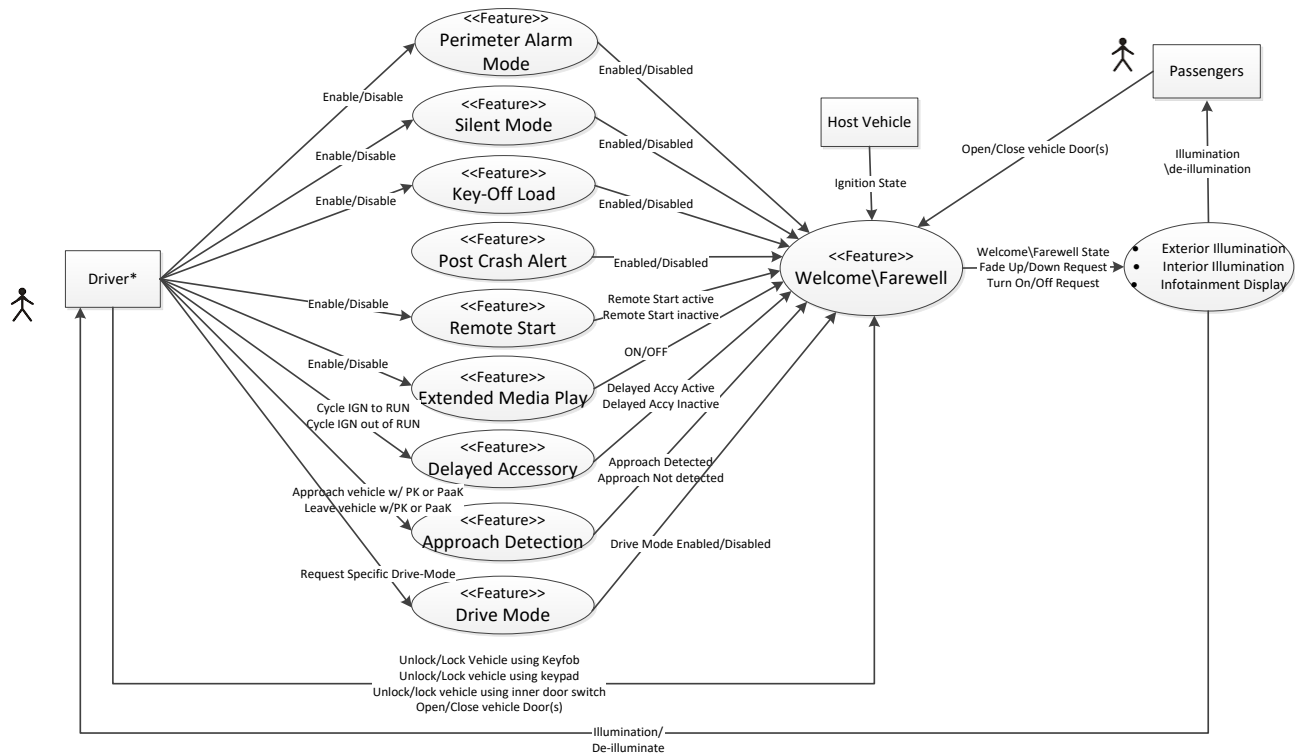 <<Feature>>
Perimeter Alarm
Mode
Enable/Disable
Enabled/Disabled
<<Feature>>
Silent Mode
Enable/Disable
Enabled/Disabled
<<Feature>>
Key-Off Load
Enable/Disable
Enabled/Disabled
<<Feature>>
Post Crash Alert
Enabled/Disabled
Driver*
<<Feature>>
Remote Start
Enable/Disable
Remote Start active
Remote Start inactive
<<Feature>>
Extended Media Play
Enable/Disable
ON/OFF
<<Feature>>
Delayed Accessory
Cycle IGN to RUN
Cycle IGN out of RUN
Delayed Accy Active
Delayed Accy Inactive
<<Feature>>
Approach Detection
Approach vehicle w/ PK or PaaK
Leave vehicle w/PK or PaaK
Approach Detected
Approach Not detected
<<Feature>>
Drive Mode
Request Specific Drive-Mode
Drive Mode Enabled/Disabled
Host Vehicle
Ignition State
<<Feature>>
Welcome\Farewell
Passengers
Open/Close vehicle Door(s)
Illumination
\de-illumination
Welcome\Farewell State
Fade Up/Down Request
Turn On/Off Request
• Exterior Illumination
• Interior Illumination
• Infotainment Display
Unlock/Lock Vehicle using Keyfob
Unlock/Lock vehicle using keypad
Unlock/lock vehicle using inner door switch
Open/Close vehicle Door(s)
Illumination/
De-illuminate